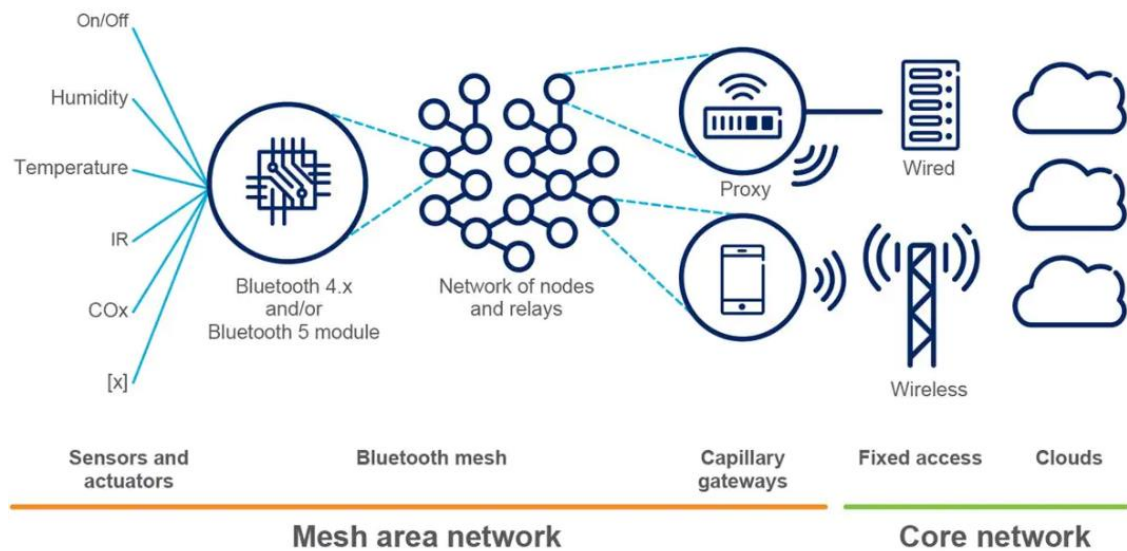 On/Off
Humidity
Temperature
IR
COx
[x]
Bluetooth 4.x
and/or
Bluetooth 5 module
Network of nodes
and relays
Proxy
Wired
Wireless
Sensors and
actuators
Bluetooth mesh
Capillary
gateways
Fixed access
Clouds
Mesh area network
Core network